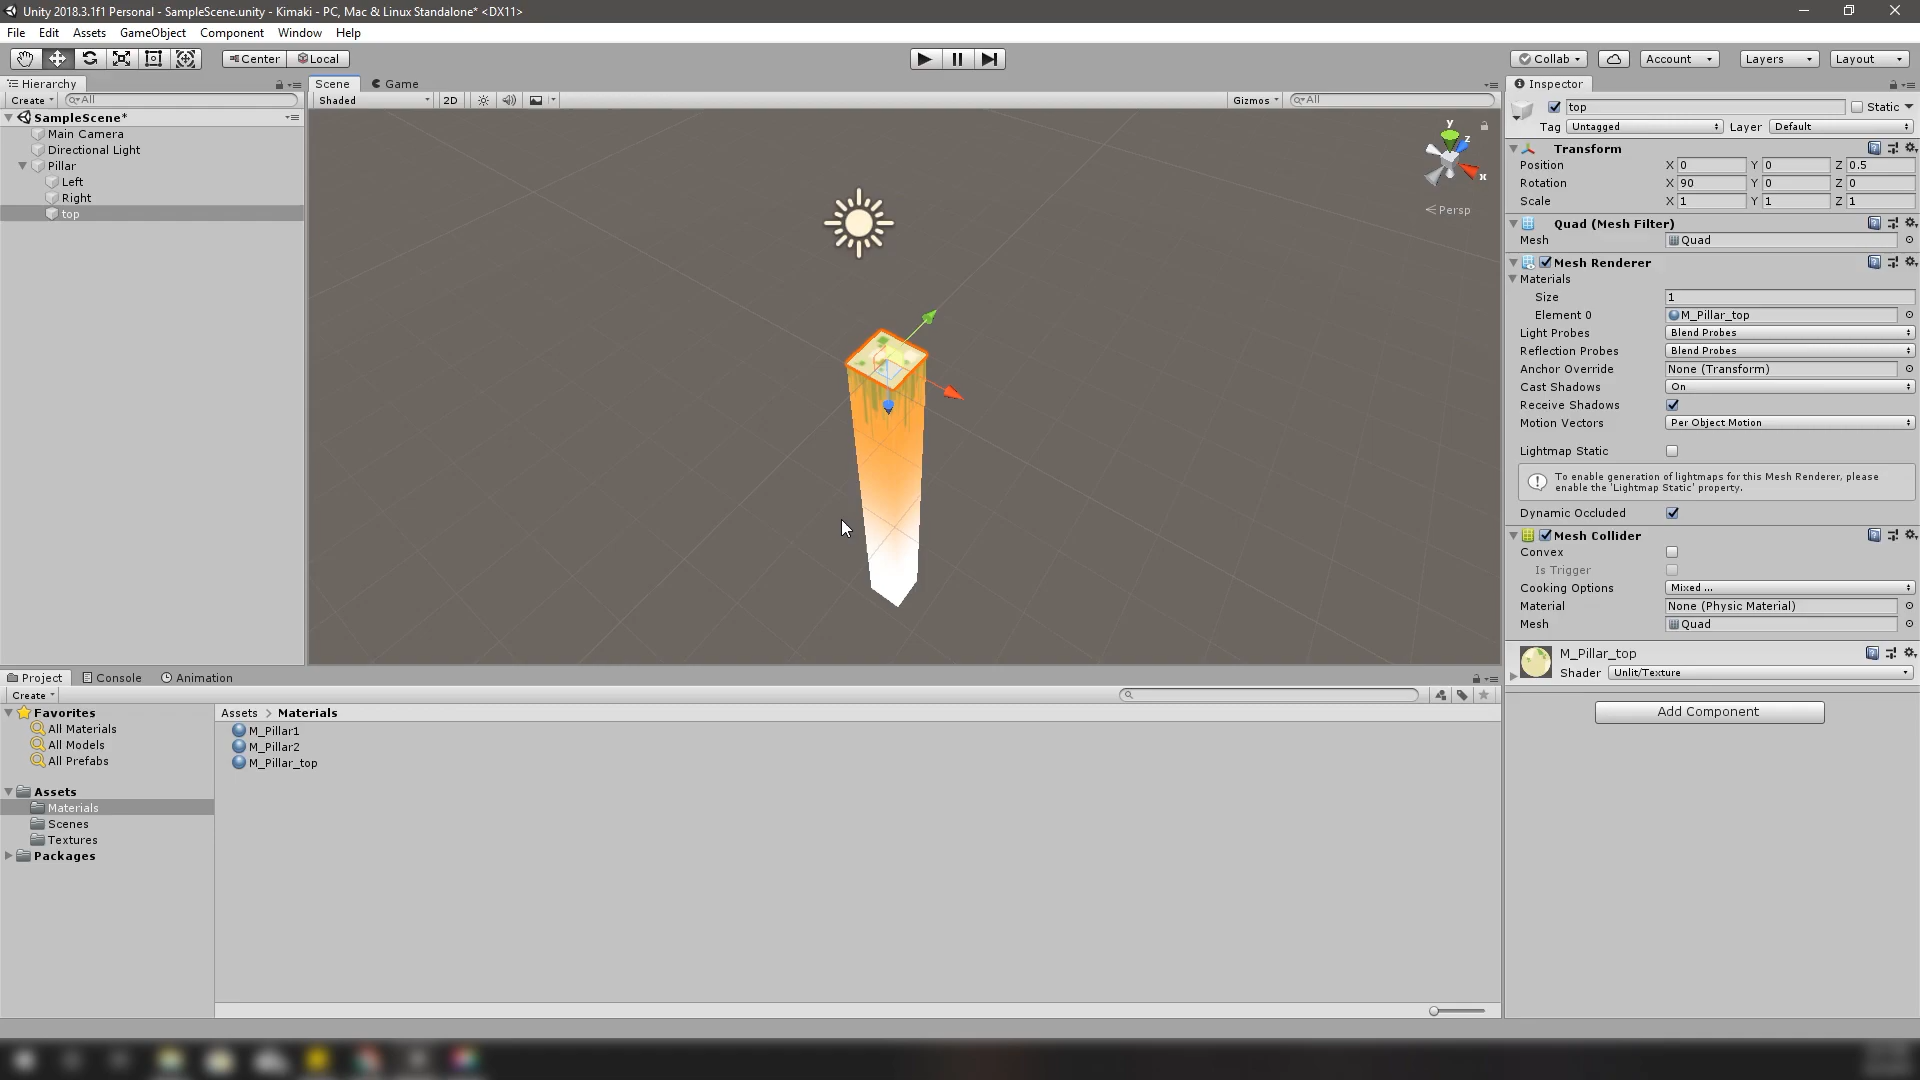 Unity 2018.3.1f1 Personal - SampleScene.unity - Kimaki - PC, Mac & Linux Standalone* <DX11>
File Edit Assets GameObject Component Window Help
Center Local
Collab Account Layers Layout
Hierarchy
Create All
SampleScene*
Main Camera
Directional Light
Pillar
Left
Right
top
Scene Game
Shaded 2D Gizmos All
y
z
x
Persp
Inspector
top Static
Tag Untagged Layer Default
Transform
Position X 0 Y 0 Z 0.5
Rotation X 90 Y 0 Z 0
Scale X 1 Y 1 Z 1
Quad (Mesh Filter)
Mesh Quad
Mesh Renderer
Materials
Size 1
Element 0 M_Pillar_top
Light Probes Blend Probes
Reflection Probes Blend Probes
Anchor Override None (Transform)
Cast Shadows On
Receive Shadows
Motion Vectors Per Object Motion
Lightmap Static
To enable generation of lightmaps for this Mesh Renderer, please
enable the 'Lightmap Static' property.
Dynamic Occluded
Mesh Collider
Convex
Is Trigger
Cooking Options Mixed ...
Material None (Physic Material)
Mesh Quad
M_Pillar_top
Shader Unlit/Texture
Add Component
Project Console Animation
Create
Favorites
All Materials
All Models
All Prefabs
Assets
Materials
Scenes
Textures
Packages
Assets > Materials
M_Pillar1
M_Pillar2
M_Pillar_top